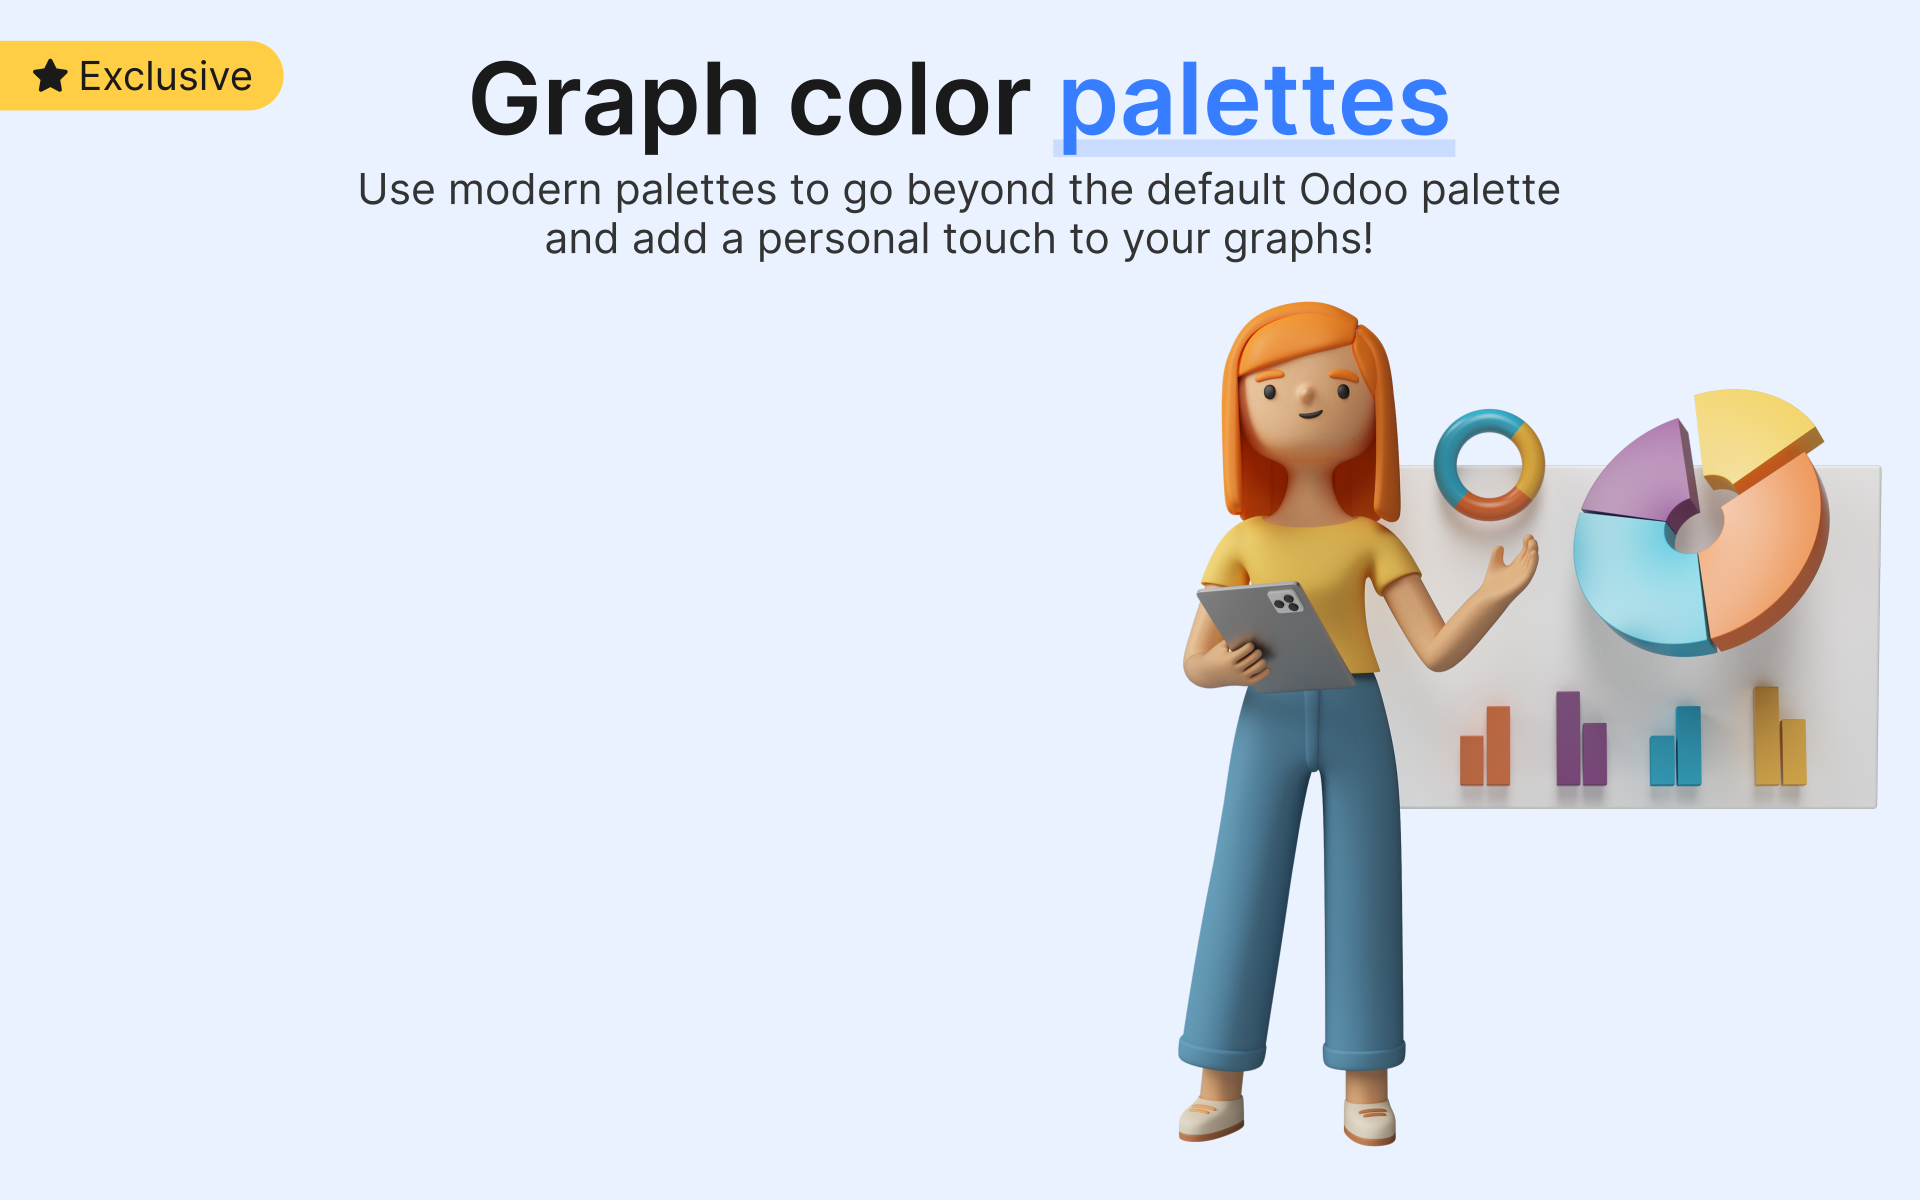 Exclusive
Graph color palettes
Use modern palettes to go beyond the default Odoo palette
and add a personal touch to your graphs!